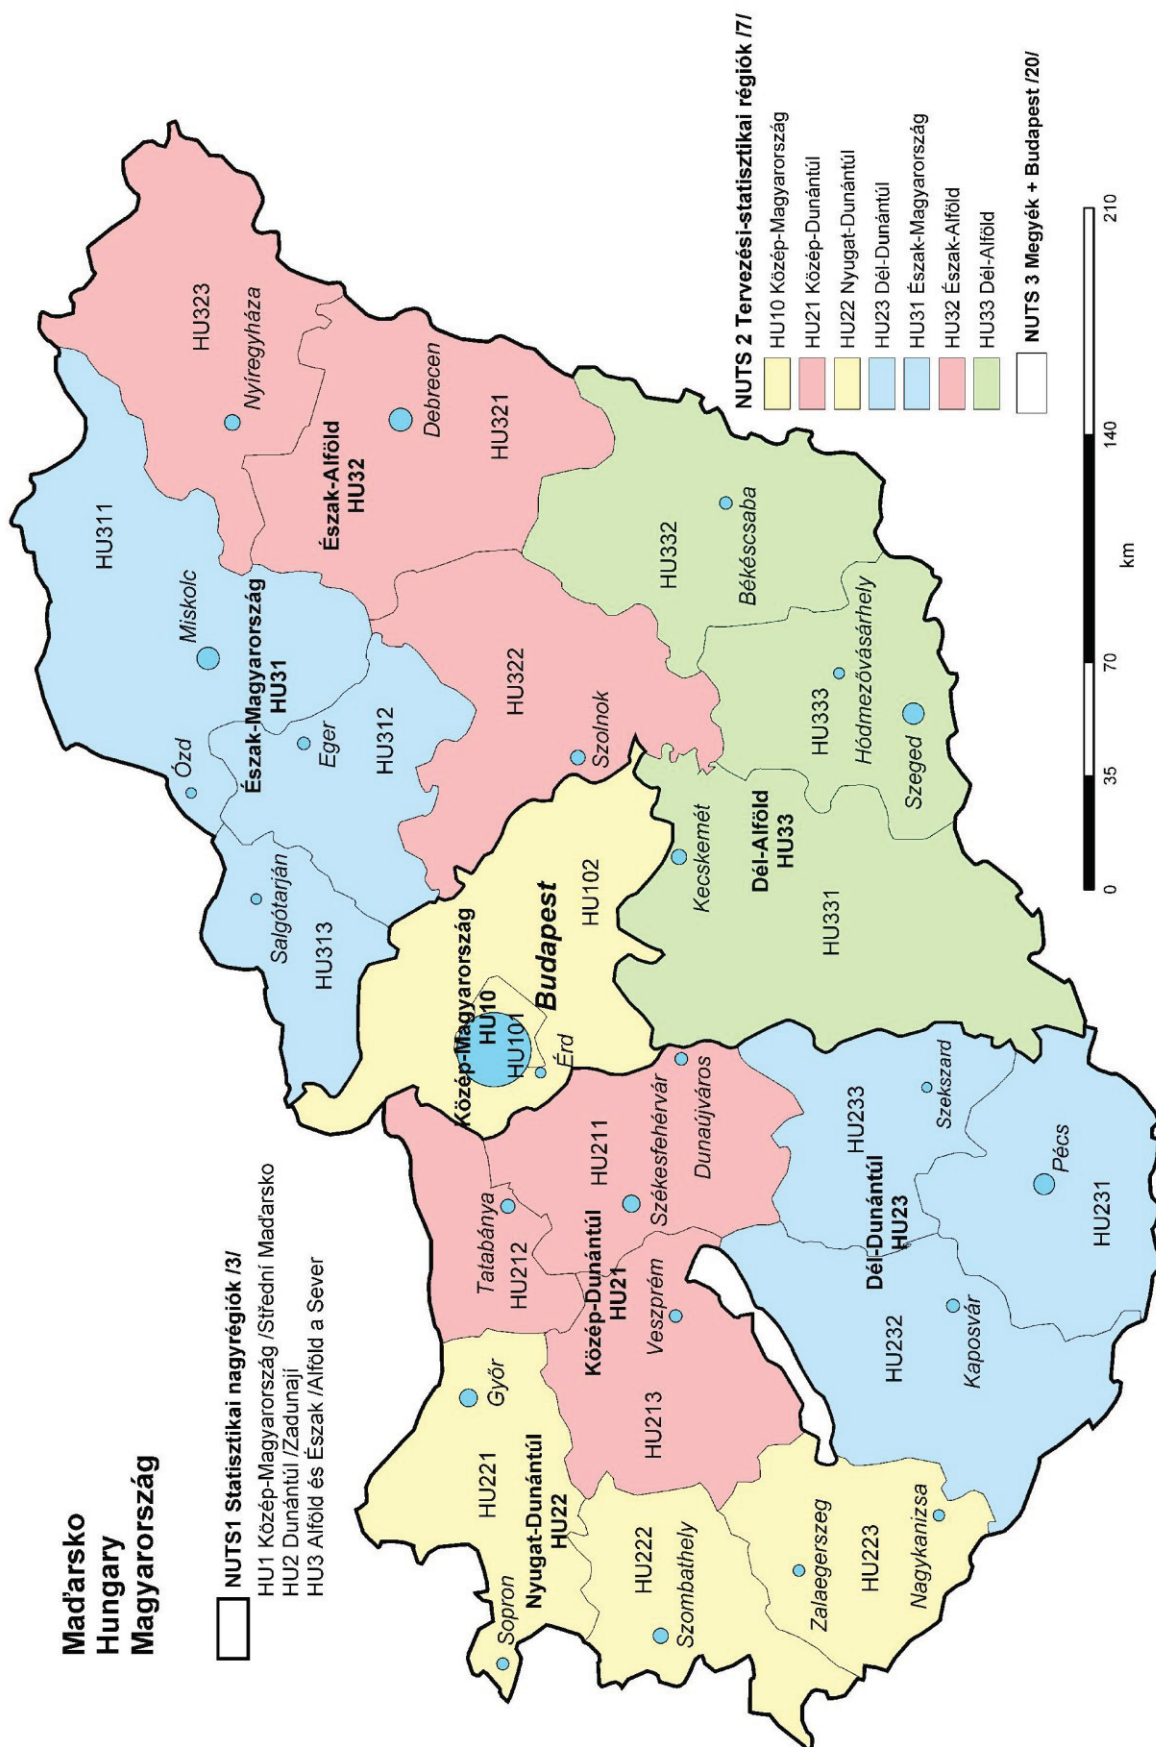 Maďarsko
Hungary
Magyarország
NUTS1 Statisztikai nagyrégiók /3/
HU1 Közép-Magyarország /Střední Maďarsko
HU2 Dunántúl /Zadunají
HU3 Alföld és Észak /Alföld a Sever
Sopron
Győr
HU221
Nyugat-Dunántúl
HU22
HU222
Szombathely
Zalaegerszeg
HU223
Nagykanizsa
Tatabánya
HU212
HU211
Székesfehérvár
Dunaújváros
Közép-Dunántúl
HU21
Veszprém
HU213
HU233
Szekszard
Dél-Dunántúl
HU23
HU232
Kaposvár
Pécs
HU231
Közép-Magyarország
HU10
HU101
Budapest
Érd
HU102
Salgótarján
HU313
Ózd
Miskolc
HU311
Észak-Magyarország
HU31
Eger
HU312
HU323
Nyíregyháza
Észak-Alföld
HU32
Debrecen
HU321
HU322
Szolnok
Kecskemét
Dél-Alföld
HU33
HU331
HU332
Békéscsaba
HU333
Hódmezővásárhely
Szeged
NUTS 2 Tervezési-statisztikai régiók /7/
HU10 Közép-Magyarország
HU21 Közép-Dunántúl
HU22 Nyugat-Dunántúl
HU23 Dél-Dunántúl
HU31 Észak-Magyarország
HU32 Észak-Alföld
HU33 Dél-Alföld
NUTS 3 Megyék + Budapest /20/
0 35 70 140 210
km